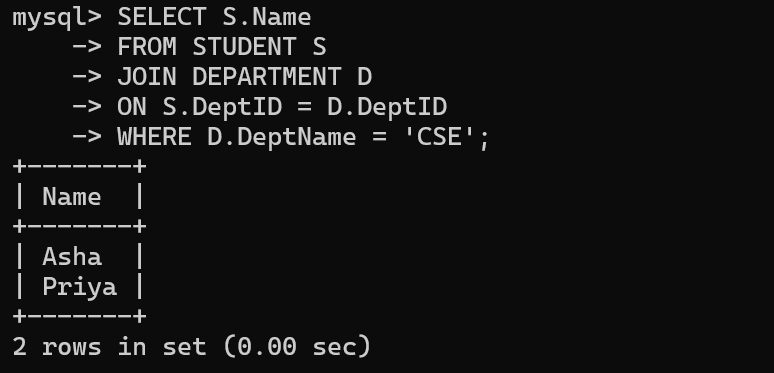 mysql> SELECT S.Name
    -> FROM STUDENT S
    -> JOIN DEPARTMENT D
    -> ON S.DeptID = D.DeptID
    -> WHERE D.DeptName = 'CSE';
+-------+
| Name  |
+-------+
| Asha  |
| Priya |
+-------+
2 rows in set (0.00 sec)